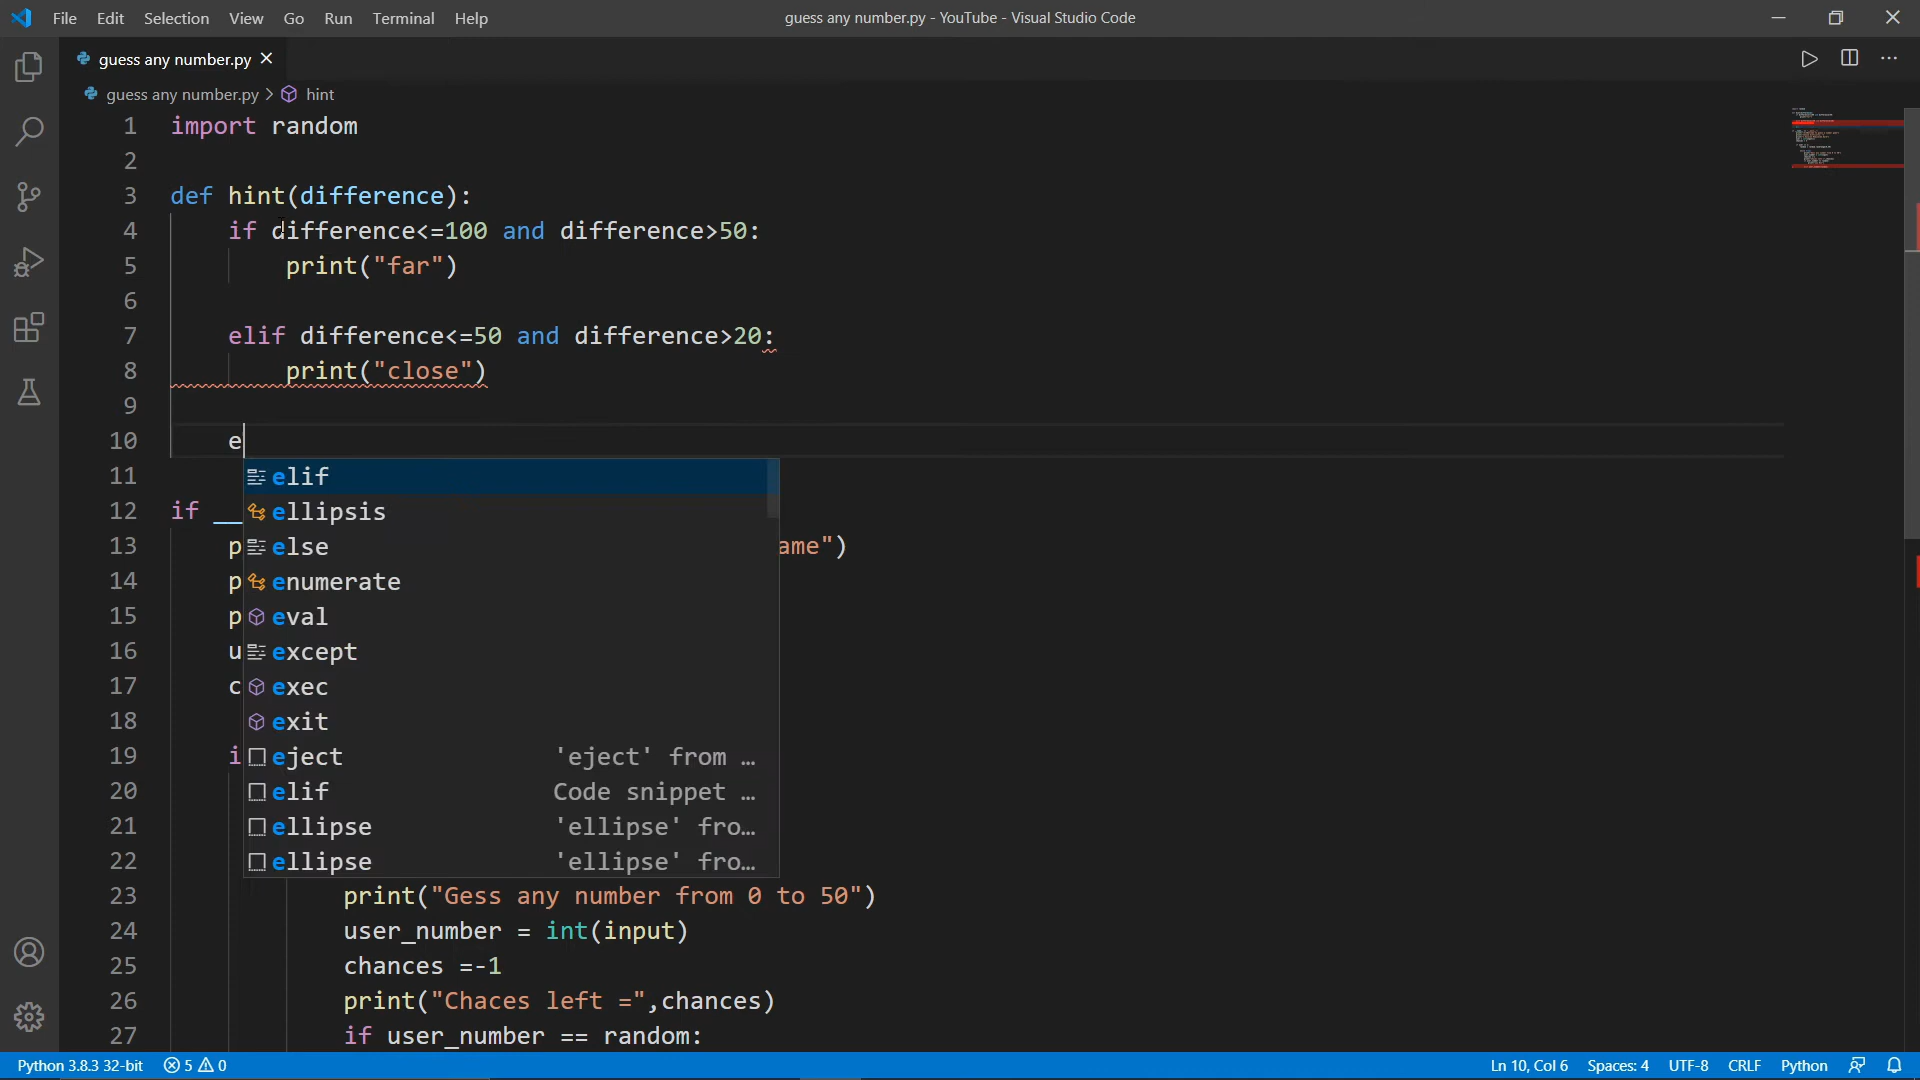 File Edit Selection View Go Run Terminal Help
guess any number.py - YouTube - Visual Studio Code
guess any number.py
guess any number.py > hint
1 import random
2
3 def hint(difference):
4 if difference<=100 and difference>50:
5 print("far")
6
7 elif difference<=50 and difference>20:
8 print("close")
9
10 e
11 elif
12 if __ ellipsis
13 p else ame")
14 p enumerate
15 p eval
16 u except
17 c exec
18 exit
19 i eject 'eject' from ...
20 elif Code snippet ...
21 ellipse 'ellipse' fro...
22 ellipse 'ellipse' fro...
23 print("Gess any number from 0 to 50")
24 user_number = int(input)
25 chances =-1
26 print("Chaces left =",chances)
27 if user_number == random:
Python 3.8.3 32-bit 5 0 Ln 10, Col 6 Spaces: 4 UTF-8 CRLF Python